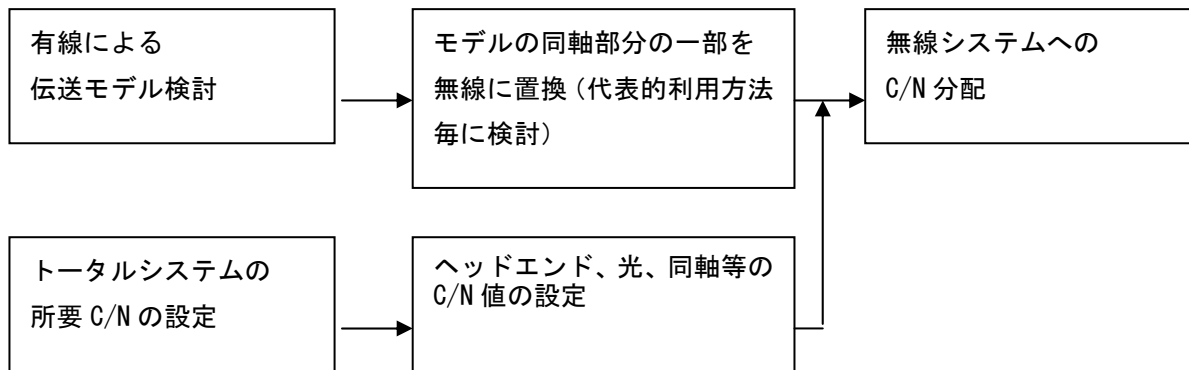 有線による
伝送モデル検討
モデルの同軸部分の一部を
無線に置換（代表的利用方法
毎に検討）
無線システムへの
C/N 分配
トータルシステムの
所要 C/N の設定
ヘッドエンド、光、同軸等の
C/N 値の設定